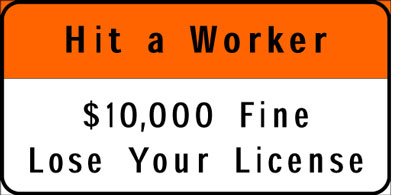 Hit a Worker
$10,000 Fine
Lose Your License